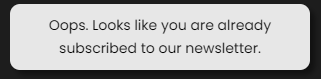 Oops. Looks like you are already
subscribed to our newsletter.